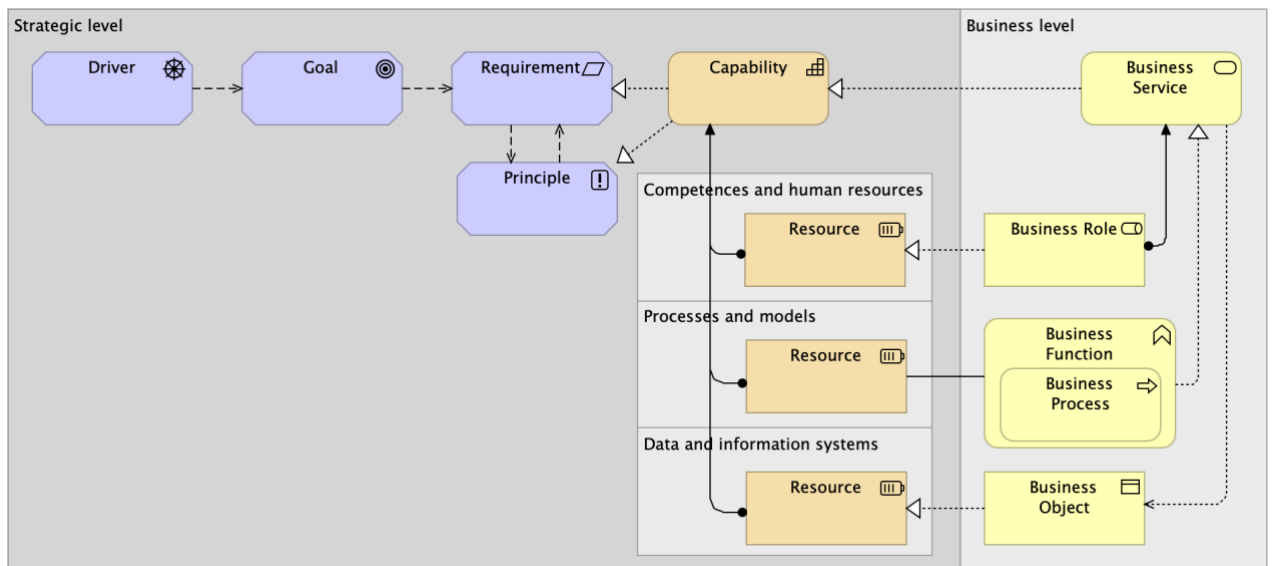 Strategic level
Business level
Driver
Goal
Requirement
Capability
Business
Service
Principle
Competences and human resources
Resource
Business Role
Processes and models
Resource
Business
Function
Business
Process
Data and information systems
Resource
Business
Object